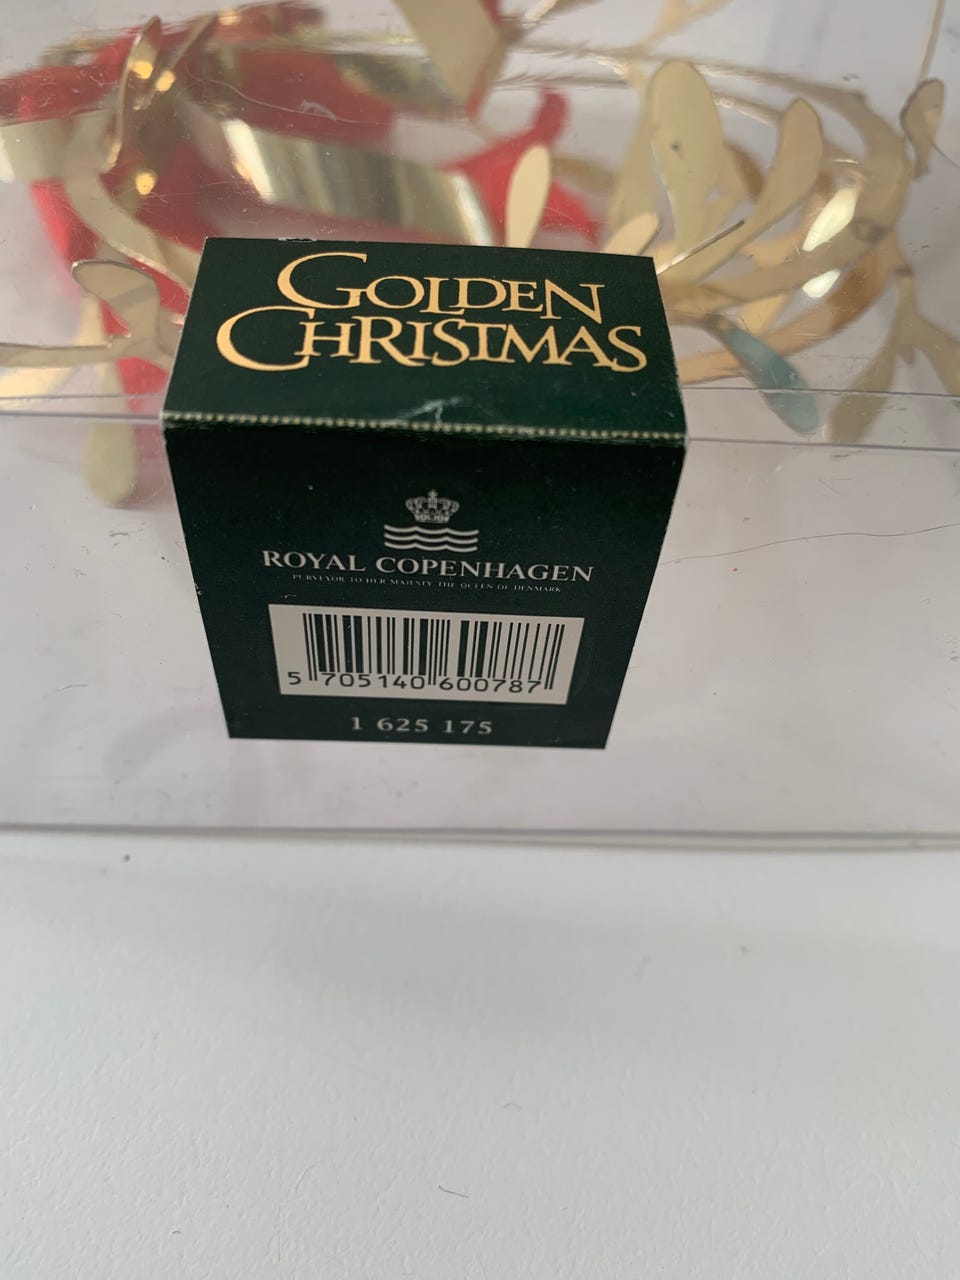 GOLDEN
CHRISTMAS
ROYAL COPENHAGEN
PURVEYOR TO HER MAJESTY THE QUEEN OF DENMARK
5 705140 600787
1 625 175